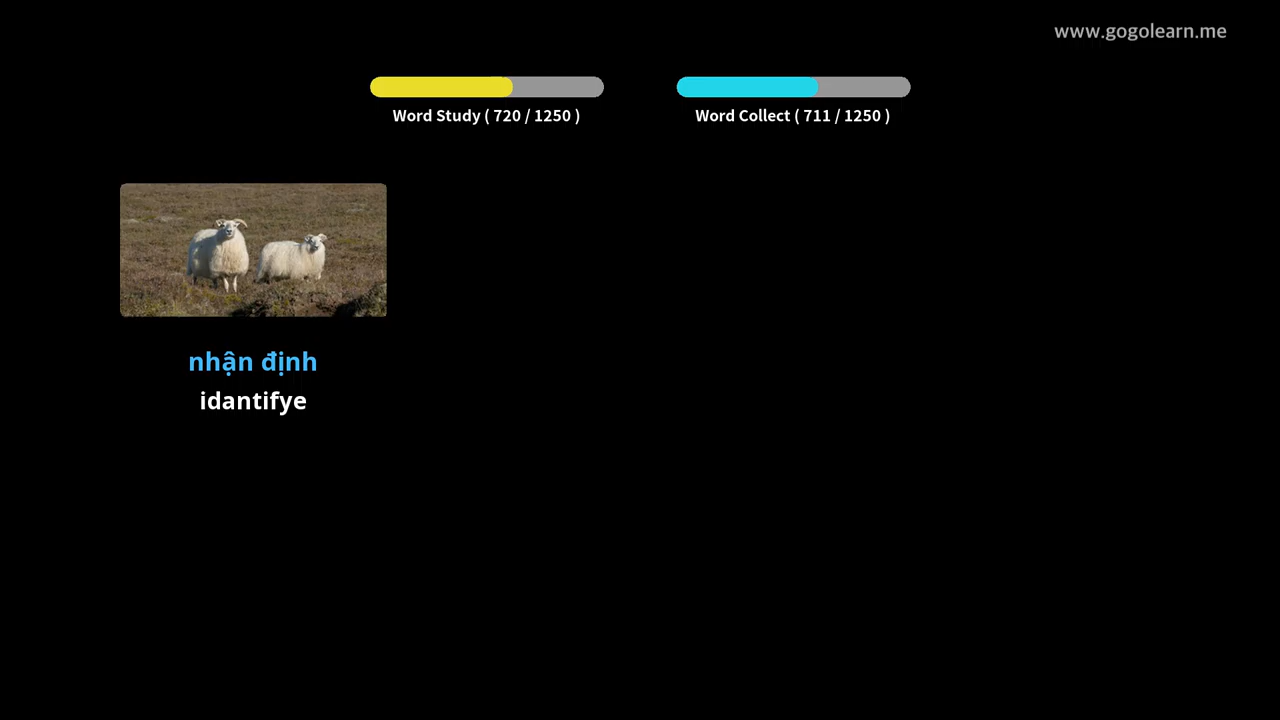 www.gogolearn.me
Word Study ( 720 / 1250 )
Word Collect ( 711 / 1250 )
nhận định
idantifye